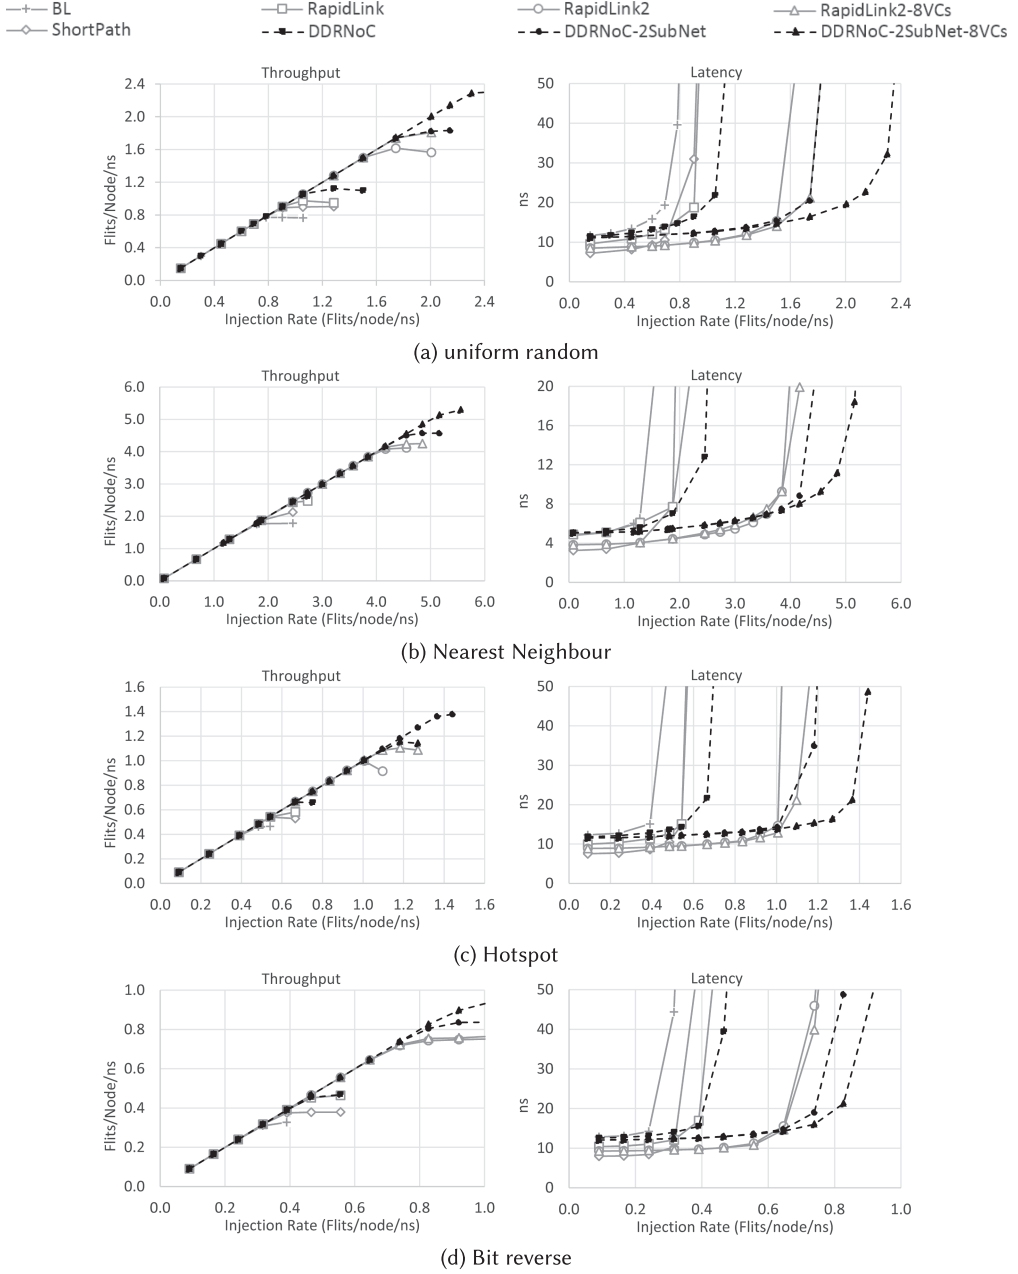 BL RapidLink RapidLink2 RapidLink2-8VCs
ShortPath DDRNoC DDRNoC-2SubNet DDRNoC-2SubNet-8VCs
Throughput Latency
Flits/Node/ns
2.4
2.0
1.6
1.2
0.8
0.4
0.0
0.0 0.4 0.8 1.2 1.6 2.0 2.4
Injection Rate (Flits/node/ns)
ns
50
40
30
20
10
0
0.0 0.4 0.8 1.2 1.6 2.0 2.4
Injection Rate (Flits/node/ns)
(a) uniform random
Throughput Latency
Flits/Node/ns
6.0
5.0
4.0
3.0
2.0
1.0
0.0
0.0 1.0 2.0 3.0 4.0 5.0 6.0
Injection Rate (Flits/Node/ns)
ns
20
16
12
8
4
0
0.0 1.0 2.0 3.0 4.0 5.0 6.0
Injection Rate (Flits/Node/ns)
(b) Nearest Neighbour
Throughput Latency
Flits/Node/ns
1.6
1.4
1.2
1.0
0.8
0.6
0.4
0.2
0.0
0.0 0.2 0.4 0.6 0.8 1.0 1.2 1.4 1.6
Injection Rate (Flits/Node/ns)
ns
50
40
30
20
10
0
0.0 0.2 0.4 0.6 0.8 1.0 1.2 1.4 1.6
Injection Rate (Flits/Node/ns)
(c) Hotspot
Throughput Latency
Flits/Node/ns
1.0
0.8
0.6
0.4
0.2
0.0
0.0 0.2 0.4 0.6 0.8 1.0
Injection Rate (Flits/node/ns)
ns
50
40
30
20
10
0
0.0 0.2 0.4 0.6 0.8 1.0
Injection Rate (Flits/node/ns)
(d) Bit reverse